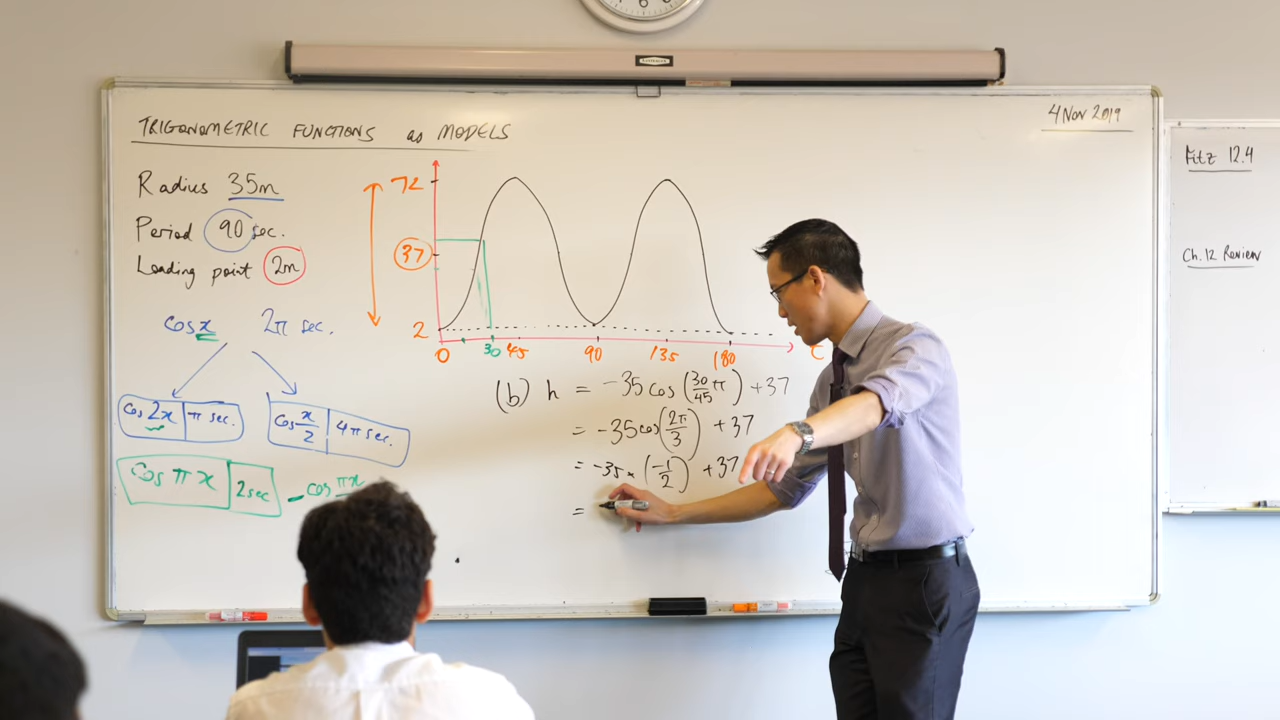 TRIGONOMETRIC FUNCTIONS as MODELS
4 Nov 2019
Radius 35m
Period 90 sec.
Loading point 2m
cos x 2π sec.
cos 2x π sec.
cos x/2 4π sec.
cos π x 2 sec
- cos πx
72
37
2
0 30 45 90 135 180 t
(b) h = -35 cos (30/45 π) + 37
= -35 cos (2π/3) + 37
= -35 × (-1/2) + 37
=
Fitz 12.4
Ch. 12 Review